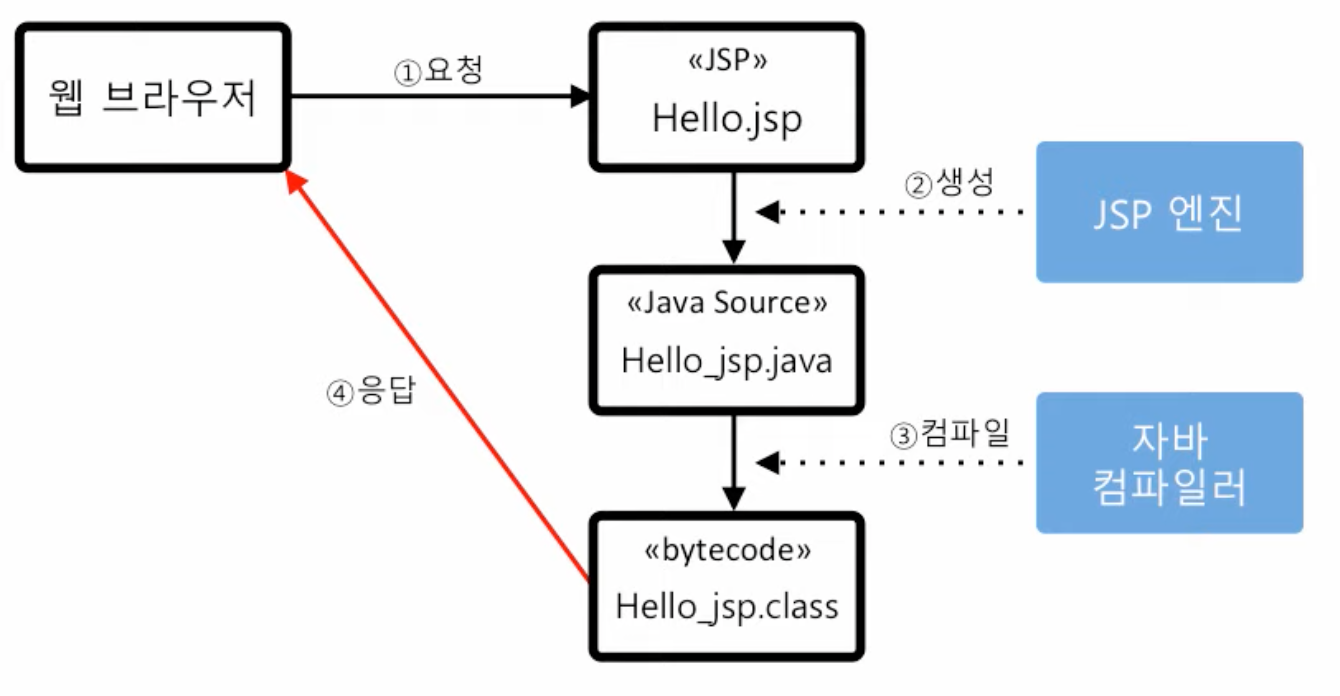 웹 브라우저
①요청
«JSP»
Hello.jsp
②생성
JSP 엔진
«Java Source»
Hello_jsp.java
④응답
③컴파일
자바
컴파일러
«bytecode»
Hello_jsp.class